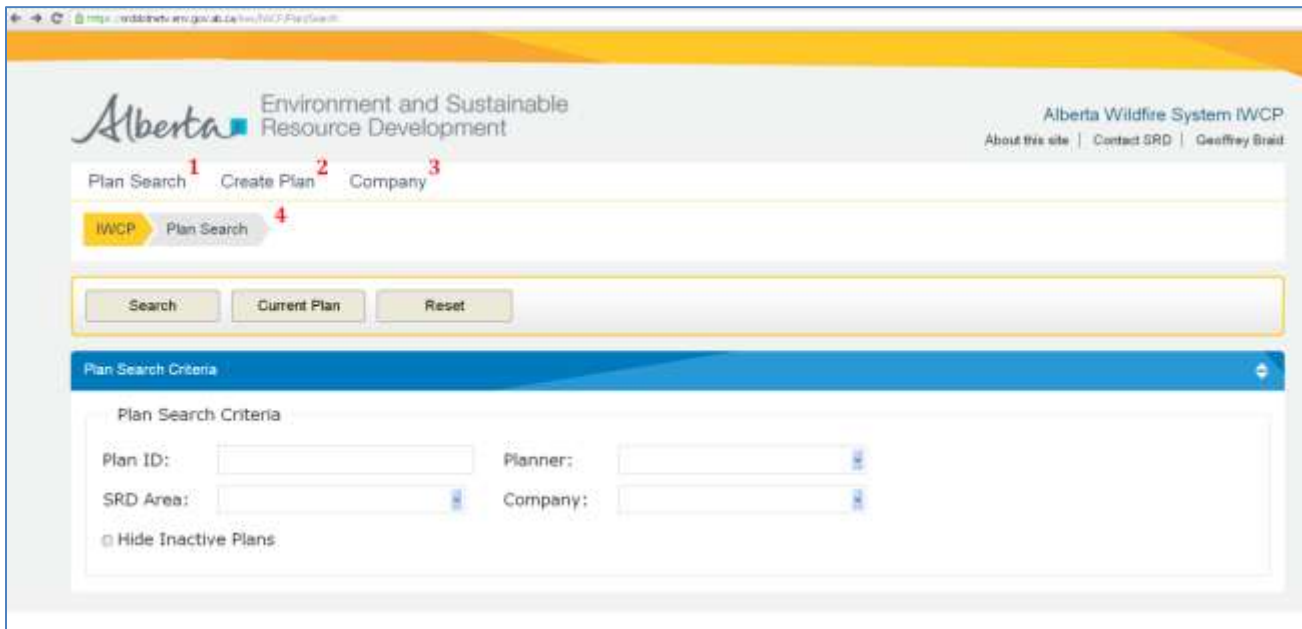 Alberta
Environment and Sustainable
Resource Development
Alberta Wildfire System IWCP
About this site | Contact SRD | Geoffrey Braid
Plan Search 1 Create Plan 2 Company 3
IWCP Plan Search 4
Search Current Plan Reset
Plan Search Criteria
Plan Search Criteria
Plan ID: Planner:
SRD Area: Company:
Hide Inactive Plans